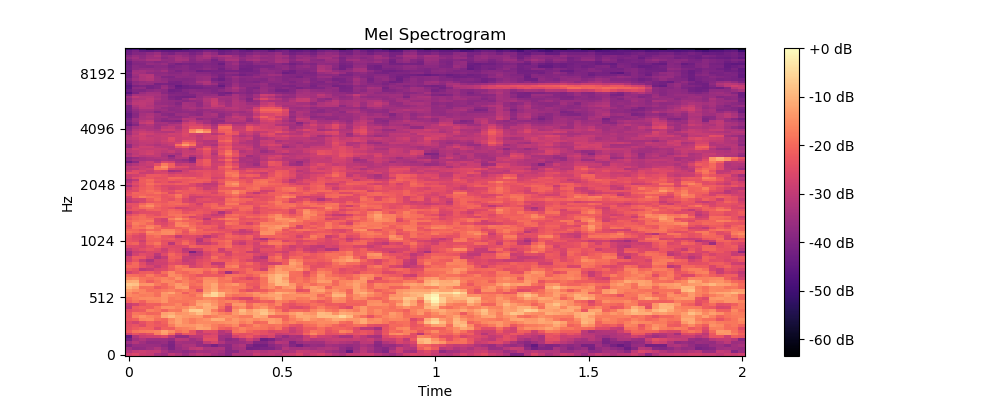 Mel Spectrogram
Hz
8192
4096
2048
1024
512
0
0
0.5
1
1.5
2
Time
+0 dB
-10 dB
-20 dB
-30 dB
-40 dB
-50 dB
-60 dB